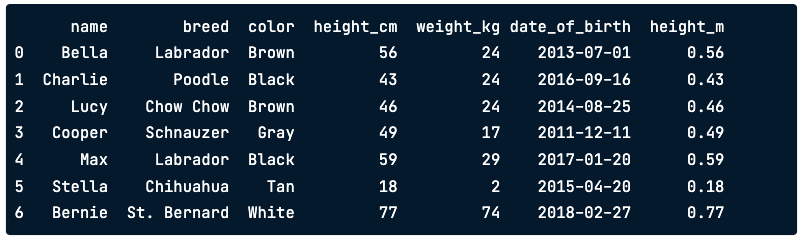 name breed color height_cm weight_kg date_of_birth height_m
0 Bella Labrador Brown 56 24 2013-07-01 0.56
1 Charlie Poodle Black 43 24 2016-09-16 0.43
2 Lucy Chow Chow Brown 46 24 2014-08-25 0.46
3 Cooper Schnauzer Gray 49 17 2011-12-11 0.49
4 Max Labrador Black 59 29 2017-01-20 0.59
5 Stella Chihuahua Tan 18 2 2015-04-20 0.18
6 Bernie St. Bernard White 77 74 2018-02-27 0.77